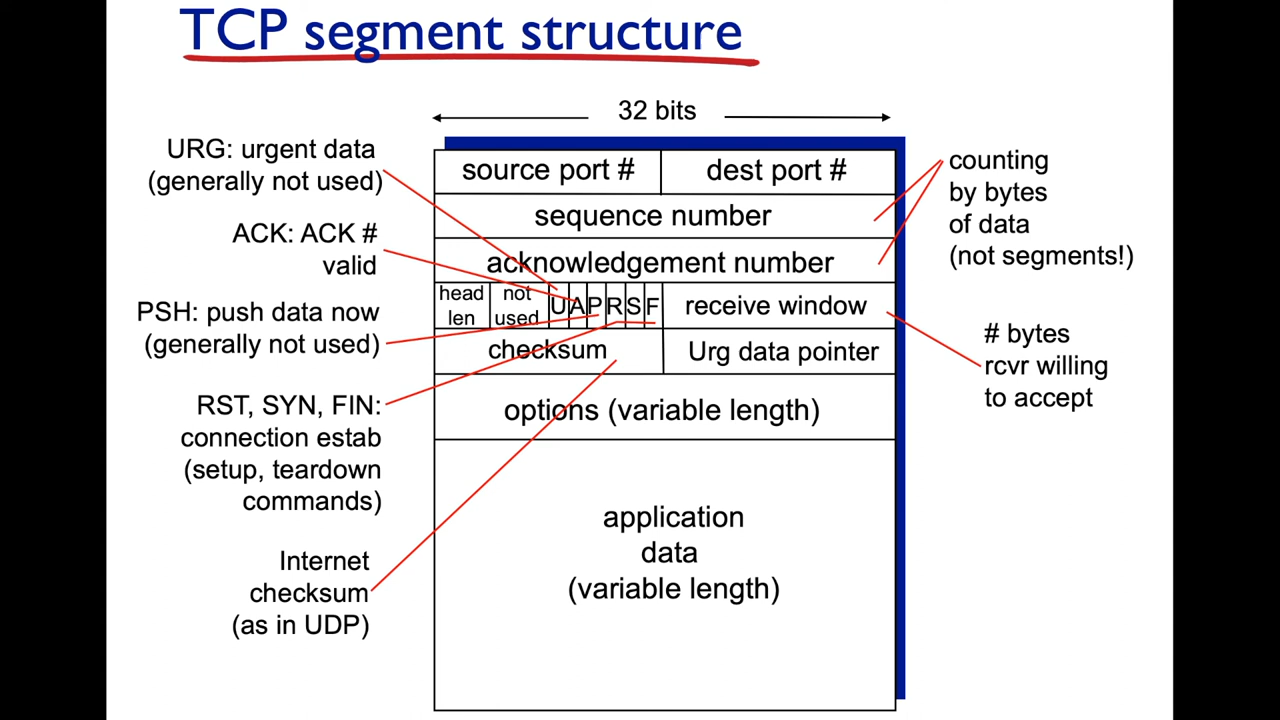 TCP segment structure
32 bits
URG: urgent data
(generally not used)
ACK: ACK #
valid
PSH: push data now
(generally not used)
RST, SYN, FIN:
connection estab
(setup, teardown
commands)
Internet
checksum
(as in UDP)
source port #
dest port #
sequence number
acknowledgement number
head
len
not
used
U A P R S F
receive window
checksum
Urg data pointer
options (variable length)
application
data
(variable length)
counting
by bytes
of data
(not segments!)
# bytes
rcvr willing
to accept